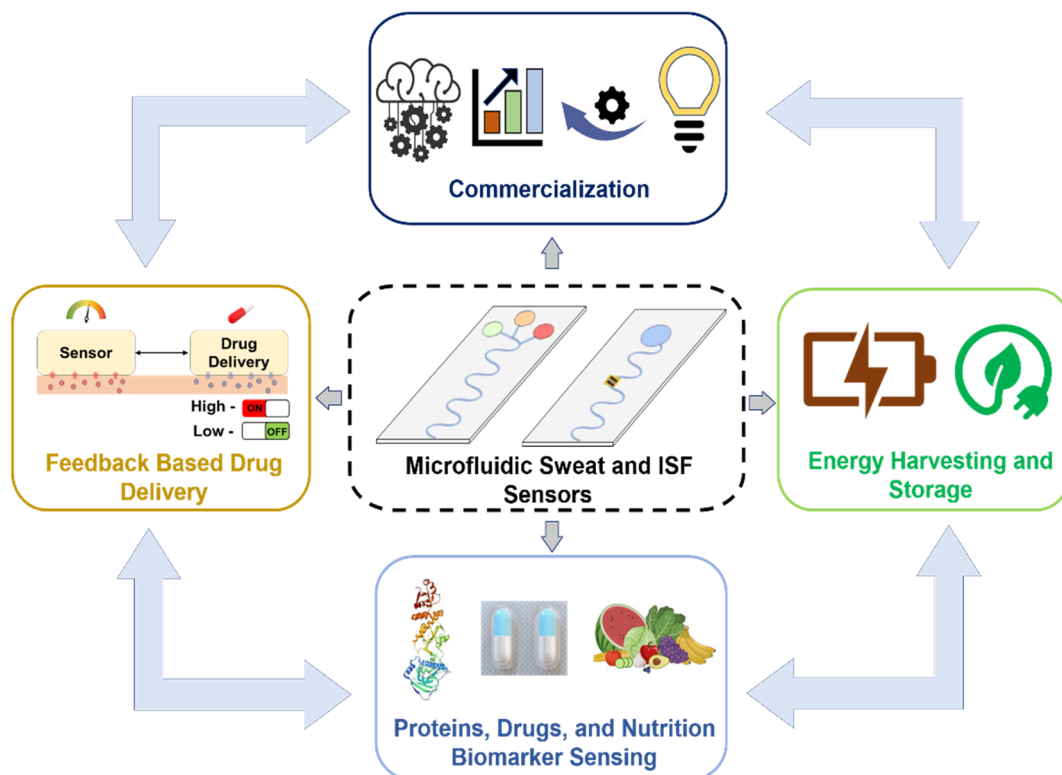 Commercialization
Sensor
Drug
Delivery
High - ON
Low - OFF
Feedback Based Drug
Delivery
Microfluidic Sweat and ISF
Sensors
Energy Harvesting and
Storage
Proteins, Drugs, and Nutrition
Biomarker Sensing